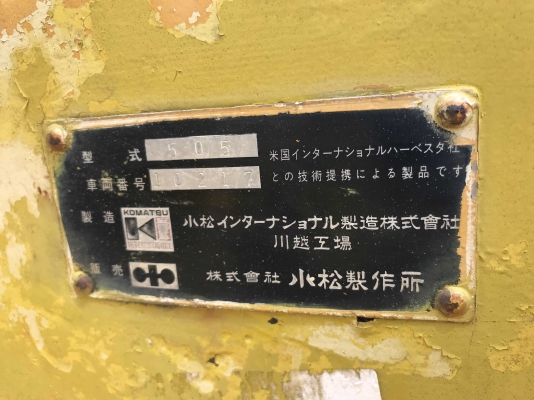 型式 505 米国インターナショナルハーベスタ社
車両番号 10217 との技術提携による製品です
製造 KOMATSU 小松インターナショナル製造株式會社
川越工場
販売 株式會社 小松製作所